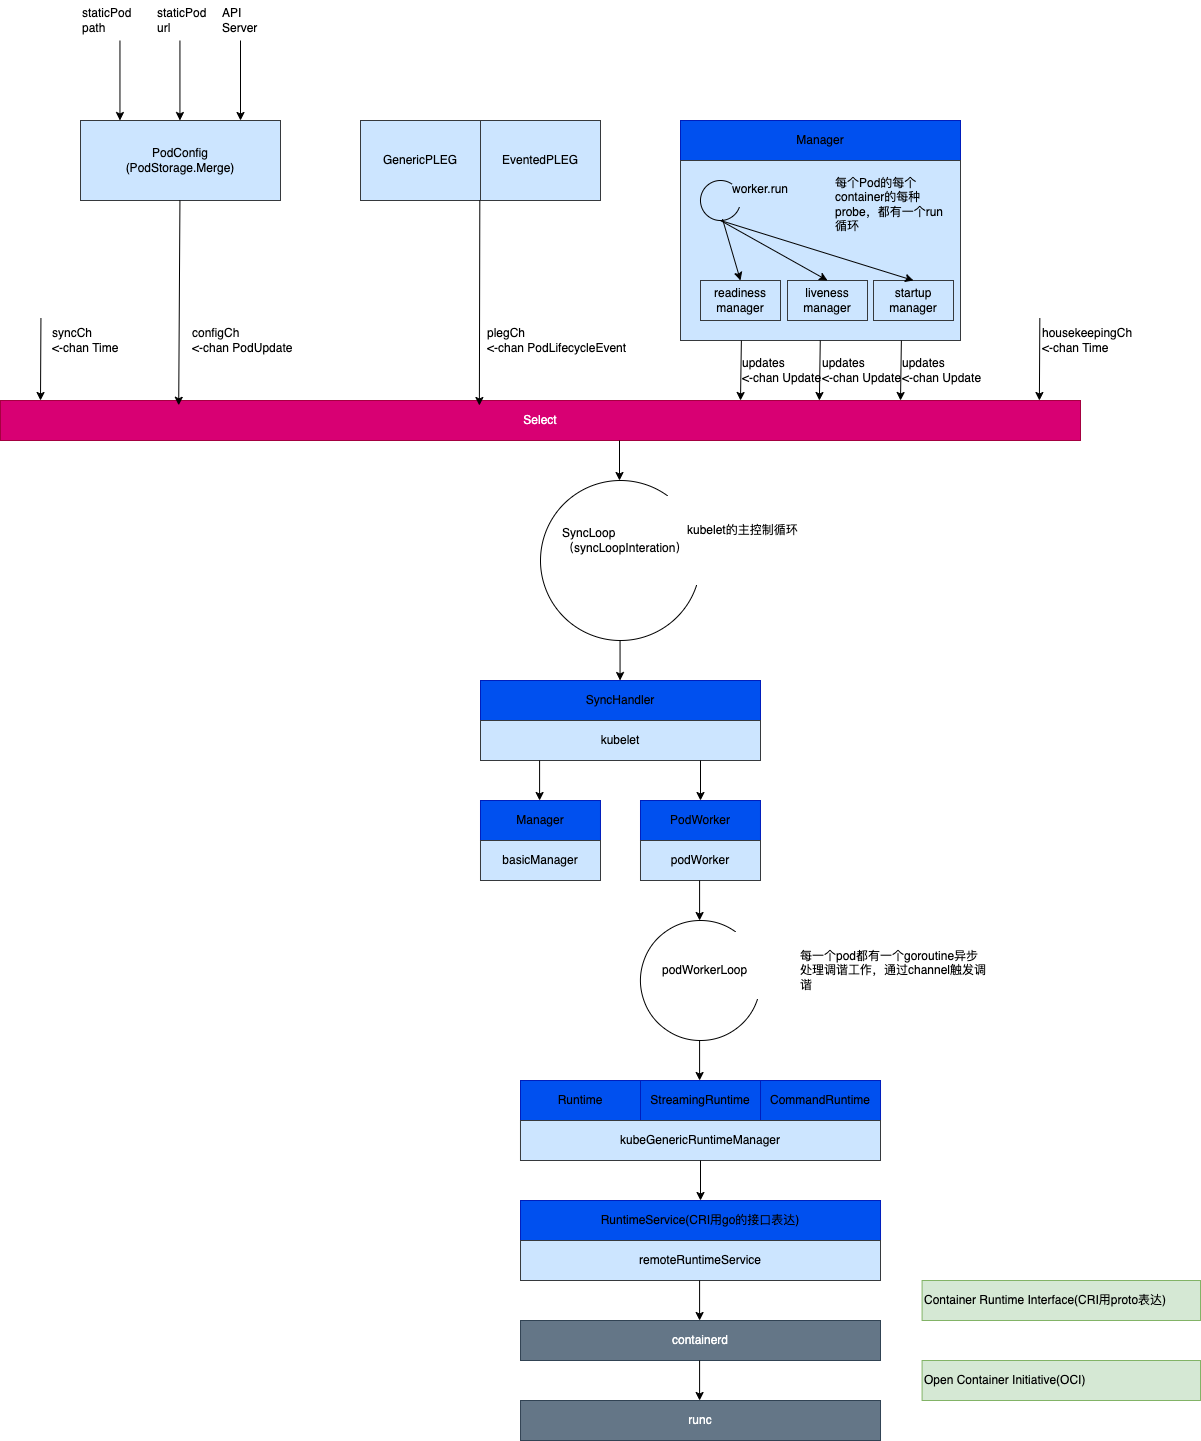 staticPod
path
staticPod
url
API
Server
PodConfig
(PodStorage.Merge)
GenericPLEG
EventedPLEG
Manager
worker.run
每个Pod的每个
container的每种
probe，都有一个run
循环
readiness
manager
liveness
manager
startup
manager
syncCh
<-chan Time
configCh
<-chan PodUpdate
plegCh
<-chan PodLifecycleEvent
updates
<-chan Update
updates
<-chan Update
updates
<-chan Update
housekeepingCh
<-chan Time
Select
SyncLoop
（syncLoopInteration）
kubelet的主控制循环
SyncHandler
kubelet
Manager
basicManager
PodWorker
podWorker
podWorkerLoop
每一个pod都有一个goroutine异步
处理调谐工作，通过channel触发调
谐
Runtime
StreamingRuntime
CommandRuntime
kubeGenericRuntimeManager
RuntimeService(CRI用go的接口表达)
remoteRuntimeService
Container Runtime Interface(CRI用proto表达)
containerd
Open Container Initiative(OCI)
runc